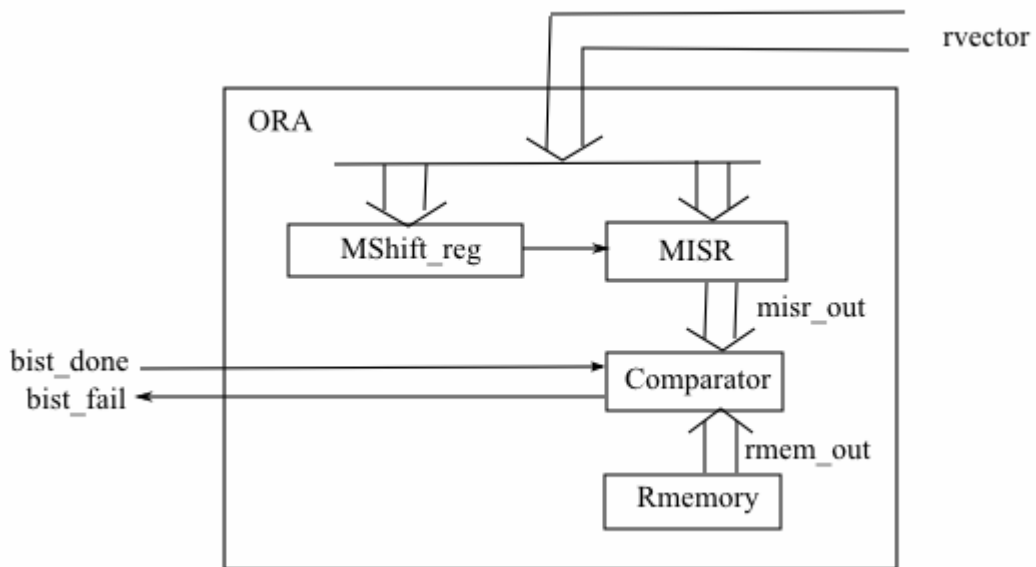 rvector
ORA
MShift_reg
MISR
misr_out
bist_done
Comparator
bist_fail
rmem_out
Rmemory